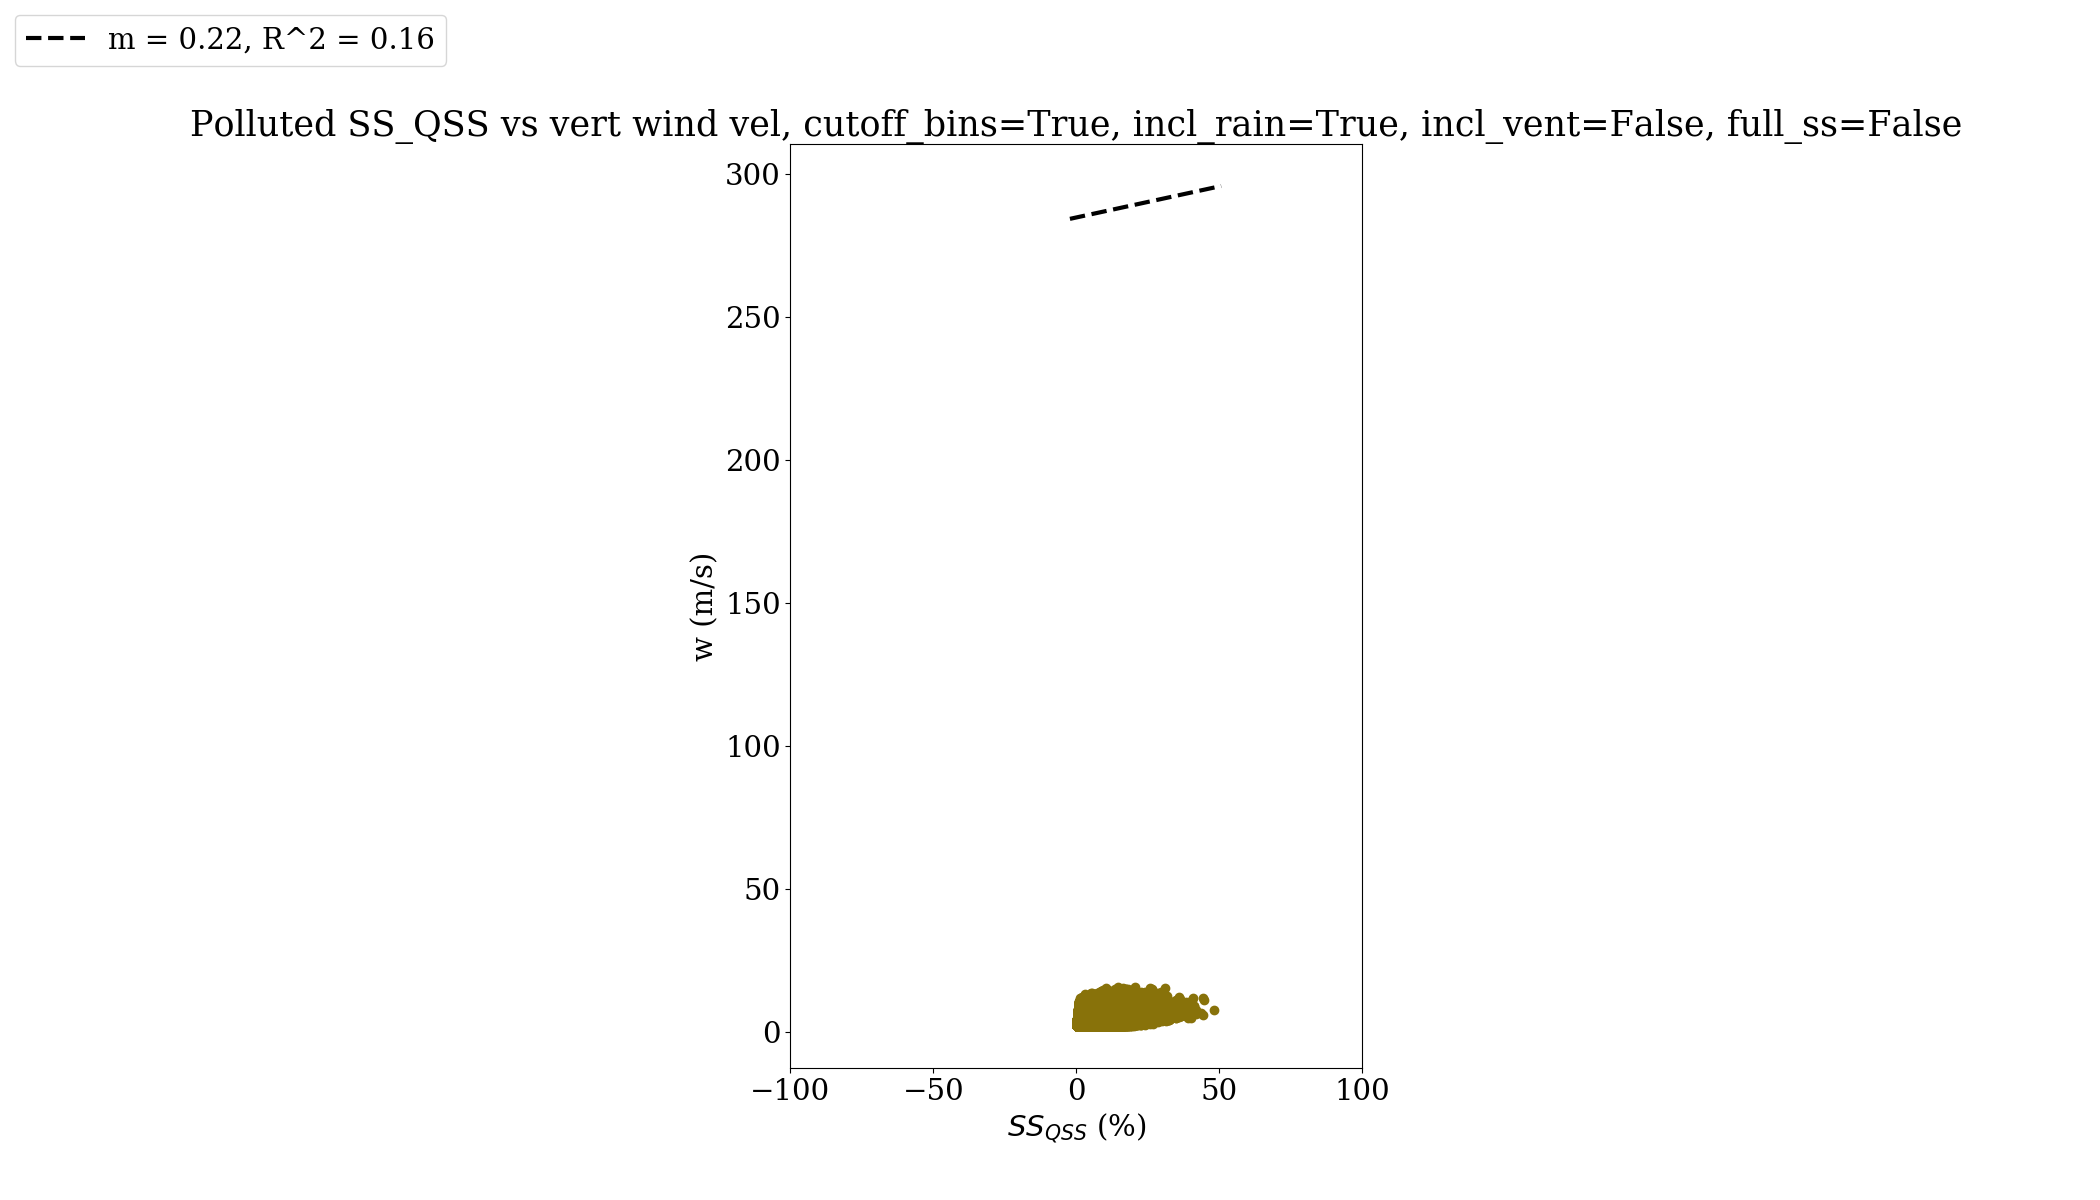 m = 0.22, R^2 = 0.16
Polluted SS_QSS vs vert wind vel, cutoff_bins=True, incl_rain=True, incl_vent=False, full_ss=False
300
250
200
150
100
50
0
w (m/s)
−100 −50 0 50 100
SS_QSS (%)